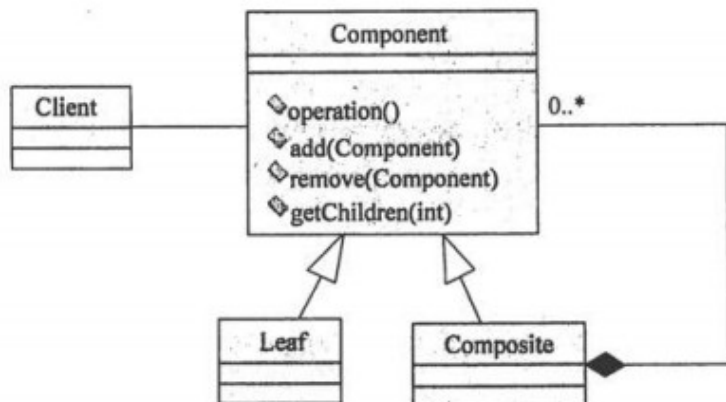 Component
Client
operation()
0..*
add(Component)
remove(Component)
getChildren(int)
Leaf
Composite